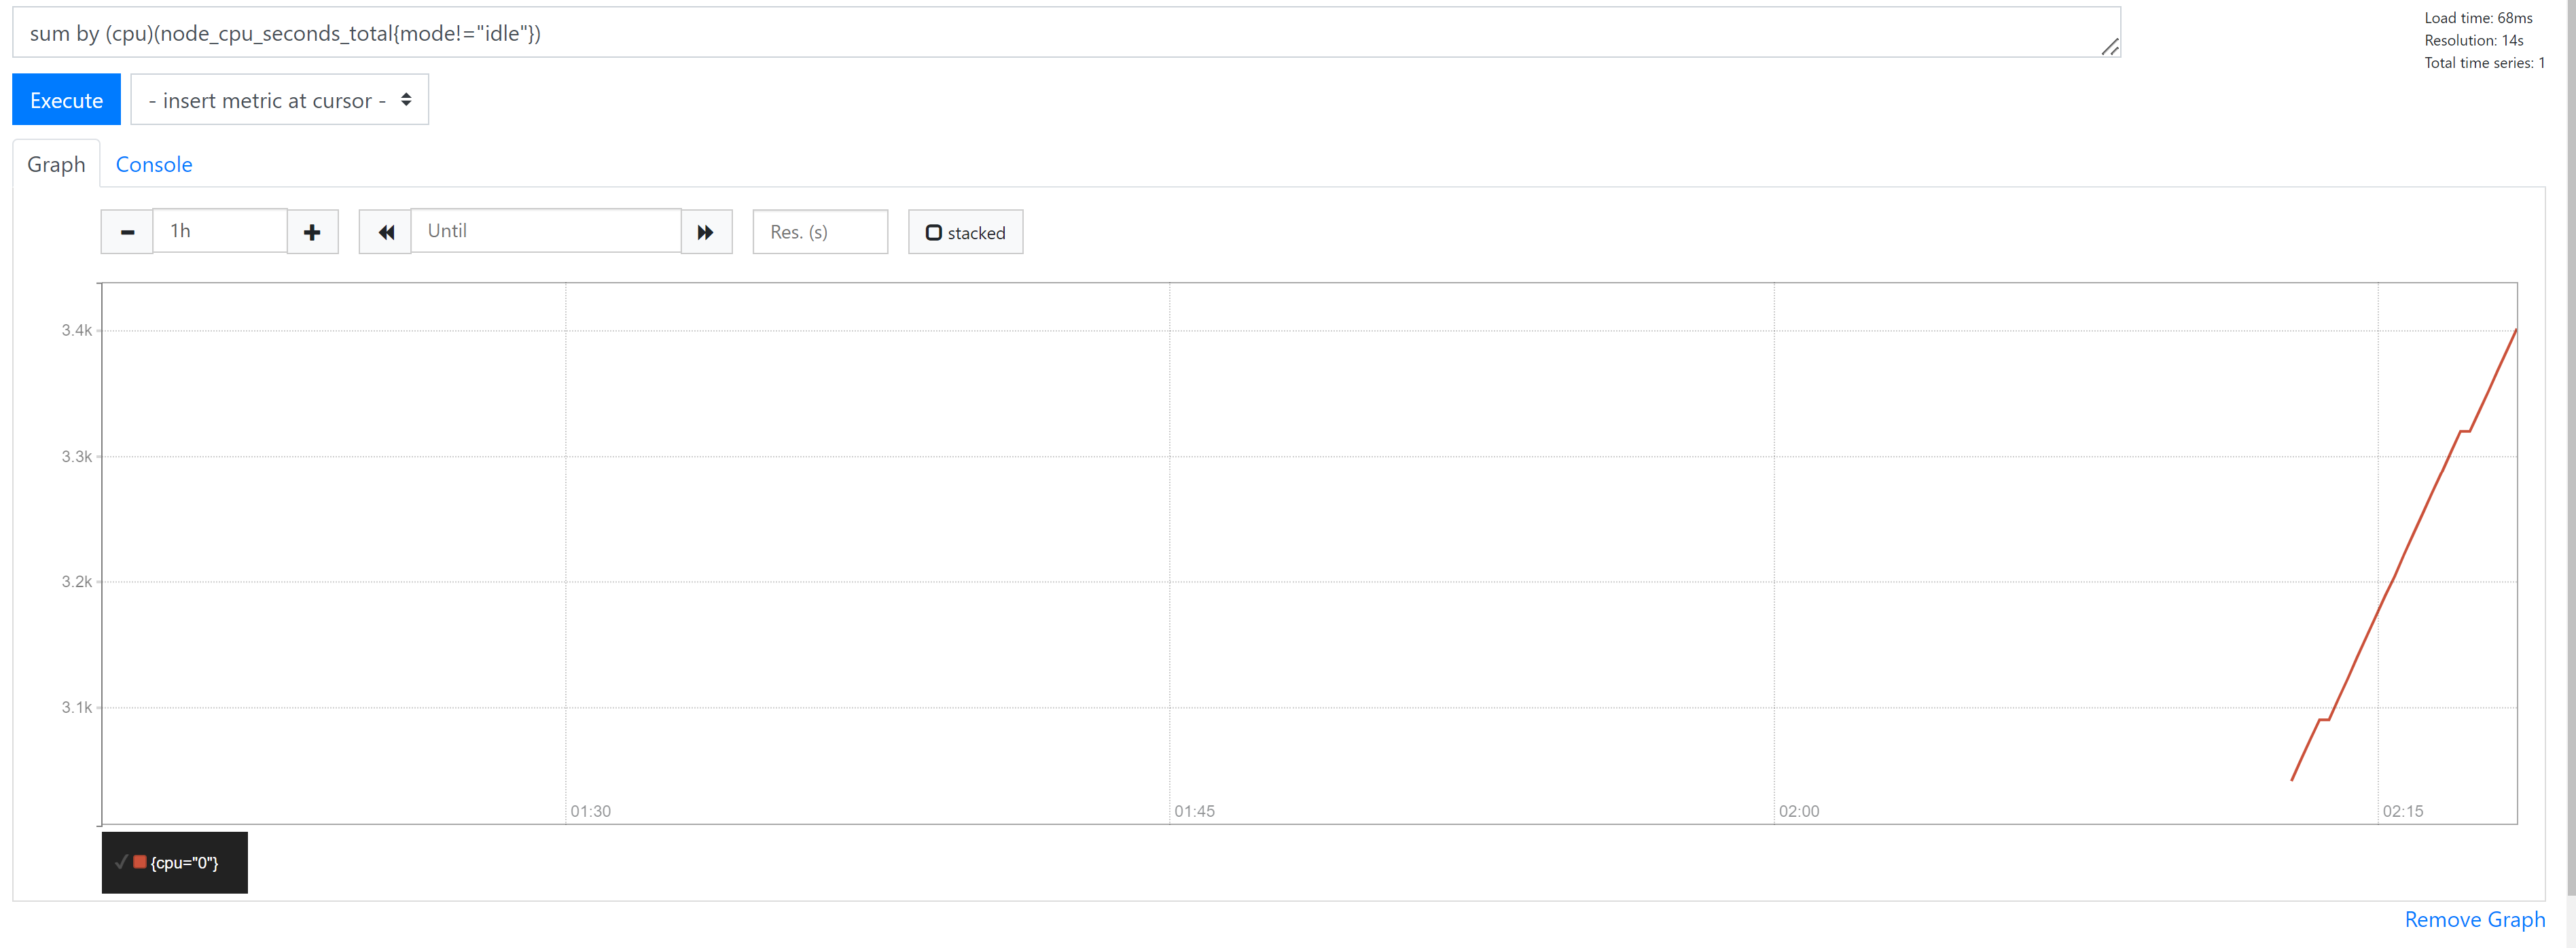 sum by (cpu)(node_cpu_seconds_total{mode!="idle"})
Load time: 68ms
Resolution: 14s
Total time series: 1
Execute
- insert metric at cursor -
Graph
Console
1h
Until
Res. (s)
stacked
3.4k
3.3k
3.2k
3.1k
01:30
01:45
02:00
02:15
{cpu="0"}
Remove Graph